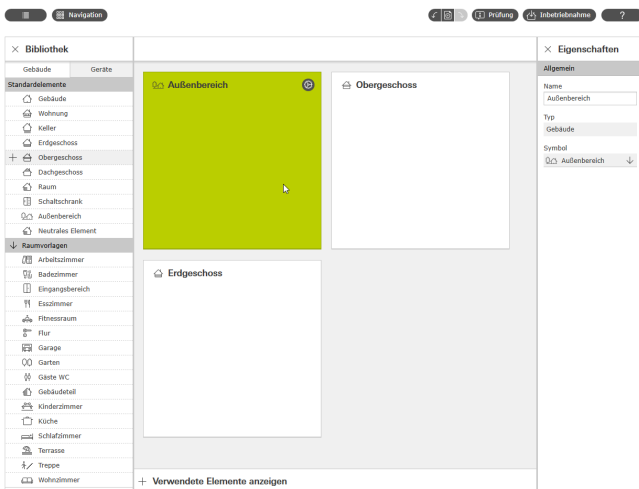 Navigation
Prüfung
Inbetriebnahme
?
Bibliothek
Gebäude
Geräte
Standardelemente
Gebäude
Wohnung
Keller
Erdgeschoss
Obergeschoss
Dachgeschoss
Raum
Schaltschrank
Außenbereich
Neutrales Element
Raumvorlagen
Arbeitszimmer
Badezimmer
Eingangsbereich
Esszimmer
Fitnessraum
Flur
Garage
Garten
Gäste WC
Gebäudeteil
Kinderzimmer
Küche
Schlafzimmer
Terrasse
Treppe
Wohnzimmer
Außenbereich
Obergeschoss
Erdgeschoss
Verwendete Elemente anzeigen
Eigenschaften
Allgemein
Name
Außenbereich
Typ
Gebäude
Symbol
Außenbereich